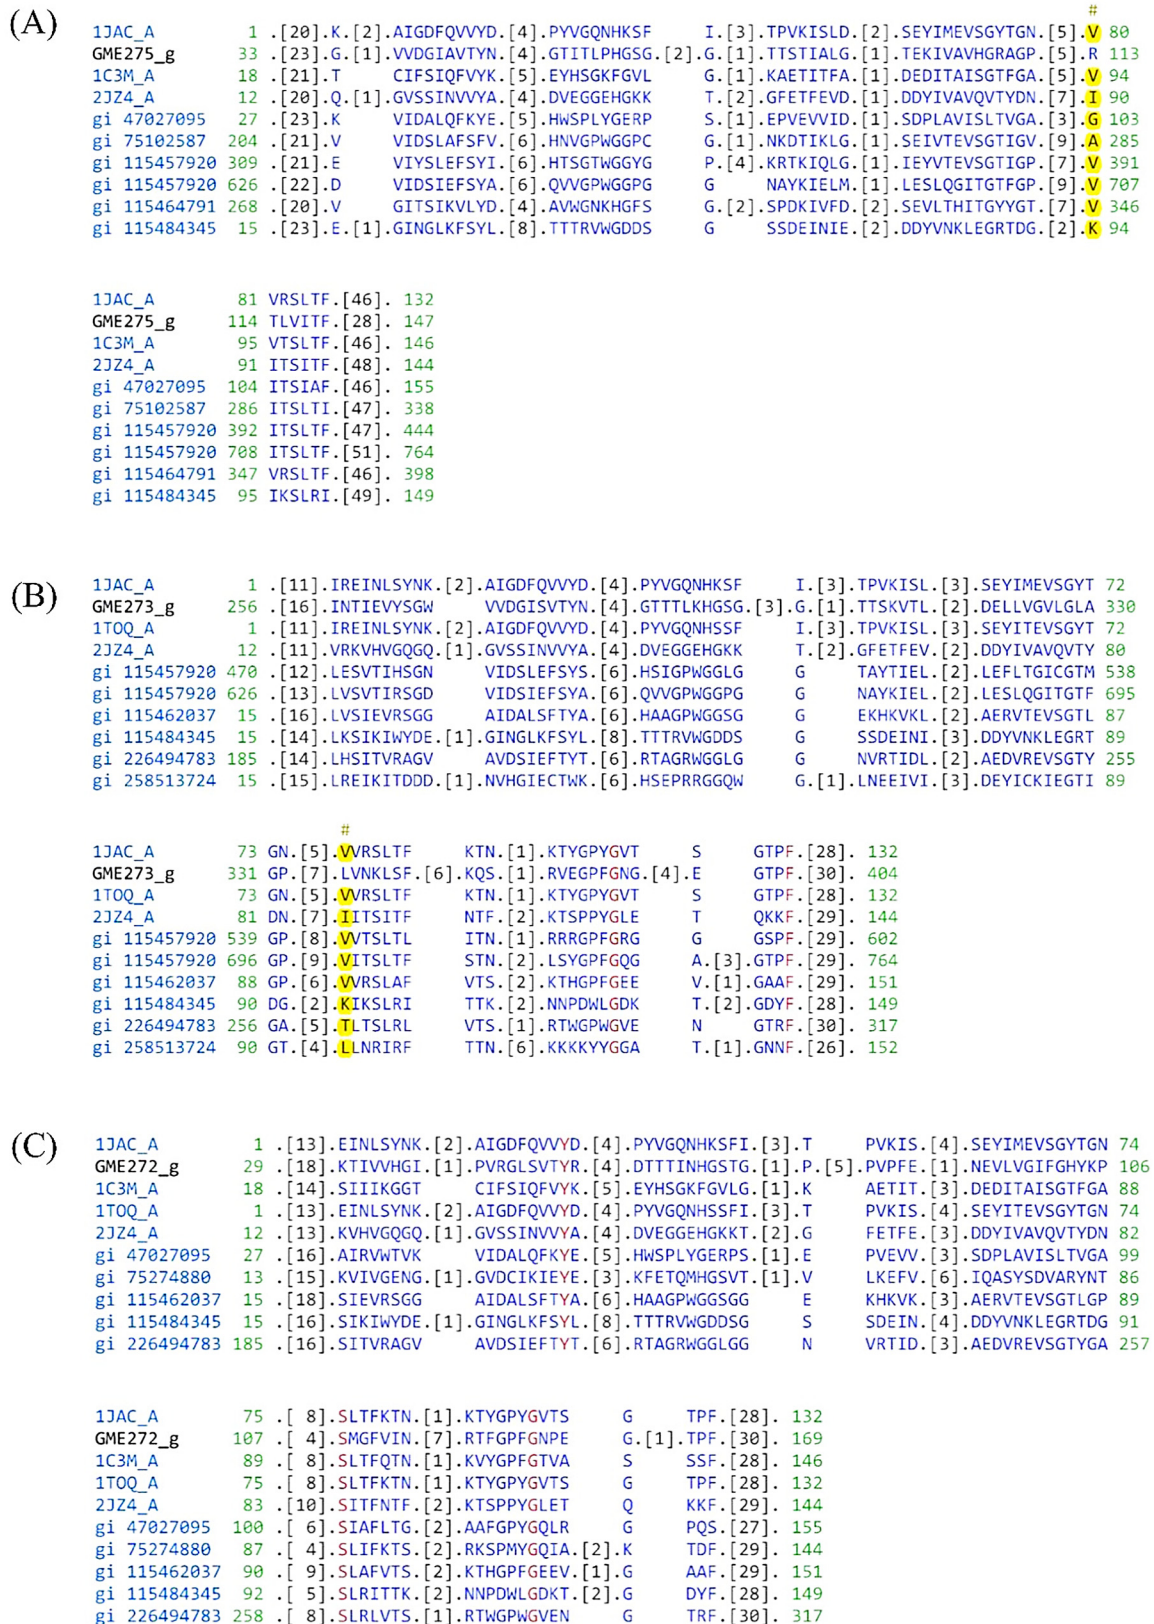 (A)
#
1JAC_A 1 .[20].K.[2].AIGDFQVVYD.[4].PYVGQNHKSF I.[3].TPVKISLD.[2].SEYIMEVSGYTGN.[5].V 80
GME275_g 33 .[23].G.[1].VVDGIAVTYN.[4].GTITLPHGSG.[2].G.[1].TTSTIALG.[1].TEKIVAVHGRAGP.[5].R 113
1C3M_A 18 .[21].T CIFSIQFVYK.[5].EYHSGKFGVL G.[1].KAETITFA.[1].DEDITAISGTFGA.[5].V 94
2JZ4_A 12 .[20].Q.[1].GVSSINVVYA.[4].DVEGGEHGKK T.[2].GFETFEVD.[1].DDYIVAVQVTYDN.[7].I 90
gi 47027095 27 .[23].K VIDALQFKYE.[5].HWSPLYGERP S.[1].EPVEVVID.[1].SDPLAVISLTVGA.[3].G 103
gi 75102587 204 .[21].V VIDSLAFSFV.[6].HNVGPWGGPC G.[1].NKDTIKLG.[1].SEIVTEVSGTIGV.[9].A 285
gi 115457920 309 .[21].E VIYSLEFSYI.[6].HTSGTWGGYG P.[4].KRTKIQLG.[1].IEYVTEVSGTIGP.[7].V 391
gi 115457920 626 .[22].D VIDSIEFSYA.[6].QVVGPWGGPG G NAYKIELM.[1].LESLQGITGTFGP.[9].V 707
gi 115464791 268 .[20].V GITSIKVLYD.[4].AVWGNKHGFS G.[2].SPDKIVFD.[2].SEVLTHITGYYGT.[7].V 346
gi 115484345 15 .[23].E.[1].GINGLKFSYL.[8].TTTRVWGDDS G SSDEINIE.[2].DDYVNKLEGRTDG.[2].K 94
1JAC_A 81 VRSLTF.[46]. 132
GME275_g 114 TLVITF.[28]. 147
1C3M_A 95 VTSLTF.[46]. 146
2JZ4_A 91 ITSITF.[48]. 144
gi 47027095 104 ITSIAF.[46]. 155
gi 75102587 286 ITSLTI.[47]. 338
gi 115457920 392 ITSLTF.[47]. 444
gi 115457920 708 ITSLTF.[51]. 764
gi 115464791 347 VRSLTF.[46]. 398
gi 115484345 95 IKSLRI.[49]. 149
(B)
1JAC_A 1 .[11].IREINLSYNK.[2].AIGDFQVVYD.[4].PYVGQNHKSF I.[3].TPVKISL.[3].SEYIMEVSGYT 72
GME273_g 256 .[16].INTIEVYSGW VVDGISVTYN.[4].GTTTLKHGSG.[3].G.[1].TTSKVTL.[2].DELLVGVLGLA 330
1TOQ_A 1 .[11].IREINLSYNK.[2].AIGDFQVVYD.[4].PYVGQNHSSF I.[3].TPVKISL.[3].SEYITEVSGYT 72
2JZ4_A 12 .[11].VRKVHVGQGQ.[1].GVSSINVVYA.[4].DVEGGEHGKK T.[2].GFETFEV.[2].DDYIVAVQVTY 80
gi 115457920 470 .[12].LESVTIHSGN VIDSLEFSYS.[6].HSIGPWGGLG G TAYTIEL.[2].LEFLTGICGTM 538
gi 115457920 626 .[13].LVSVTIRSGD VIDSIEFSYA.[6].QVVGPWGGPG G NAYKIEL.[2].LESLQGITGTF 695
gi 115462037 15 .[16].LVSIEVRSGG AIDALSFTYA.[6].HAAGPWGGSG G EKHKVKL.[2].AERVTEVSGTL 87
gi 115484345 15 .[14].LKSIKIWYDE.[1].GINGLKFSYL.[8].TTTRVWGDDS G SSDEINI.[3].DDYVNKLEGRT 89
gi 226494783 185 .[14].LHSITVRAGV AVDSIEFTYT.[6].RTAGRWGGLG G NVRTIDL.[2].AEDVREVSGTY 255
gi 258513724 15 .[15].LREIKITDDD.[1].NVHGIECTWK.[6].HSEPRRGGQW G.[1].LNEEIVI.[3].DEYICKIEGTI 89
#
1JAC_A 73 GN.[5].VVRSLTF KTN.[1].KTYGPYGVT S GTPF.[28]. 132
GME273_g 331 GP.[7].LVNKLSF.[6].KQS.[1].RVEGPFGNG.[4].E GTPF.[30]. 404
1TOQ_A 73 GN.[5].VVRSLTF KTN.[1].KTYGPYGVT S GTPF.[28]. 132
2JZ4_A 81 DN.[7].IITSITF NTF.[2].KTSPPYGLE T QKKF.[29]. 144
gi 115457920 539 GP.[8].VVTSLTL ITN.[1].RRRGPFGRG G GSPF.[29]. 602
gi 115457920 696 GP.[9].VITSLTF STN.[2].LSYGPFGQG A.[3].GTPF.[29]. 764
gi 115462037 88 GP.[6].VVRSLAF VTS.[2].KTHGPFGEE V.[1].GAAF.[29]. 151
gi 115484345 90 DG.[2].KIKSLRI TTK.[2].NNPDWLGDK T.[2].GDYF.[28]. 149
gi 226494783 256 GA.[5].TLTSLRL VTS.[1].RTWGPWGVE N GTRF.[30]. 317
gi 258513724 90 GT.[4].LLNRIRF TTN.[6].KKKKYYGGA T.[1].GNNF.[26]. 152
(C)
1JAC_A 1 .[13].EINLSYNK.[2].AIGDFQVVYD.[4].PYVGQNHKSFI.[3].T PVKIS.[4].SEYIMEVSGYTGN 74
GME272_g 29 .[18].KTIVVHGI.[1].PVRGLSVTYR.[4].DTTTINHGSTG.[1].P.[5].PVPFE.[1].NEVLVGIFGHYKP 106
1C3M_A 18 .[14].SIIIKGGT CIFSIQFVYK.[5].EYHSGKFGVLG.[1].K AETIT.[3].DEDITAISGTFGA 88
1TOQ_A 1 .[13].EINLSYNK.[2].AIGDFQVVYD.[4].PYVGQNHSSFI.[3].T PVKIS.[4].SEYITEVSGYTGN 74
2JZ4_A 12 .[13].KVHVGQGQ.[1].GVSSINVVYA.[4].DVEGGEHGKKT.[2].G FETFE.[3].DDYIVAVQVTYDN 82
gi 47027095 27 .[16].AIRVWTVK VIDALQFKYE.[5].HWSPLYGERPS.[1].E PVEVV.[3].SDPLAVISLTVGA 99
gi 75274880 13 .[15].KVIVGENG.[1].GVDCIKIEYE.[3].KFETQMHGSVT.[1].V LKEFV.[6].IQASYSDVARYNT 86
gi 115462037 15 .[18].SIEVRSGG AIDALSFTYA.[6].HAAGPWGGSGG E KHKVK.[3].AERVTEVSGTLGP 89
gi 115484345 15 .[16].SIKIWYDE.[1].GINGLKFSYL.[8].TTTRVWGDDSG S SDEIN.[4].DDYVNKLEGRTDG 91
gi 226494783 185 .[16].SITVRAGV AVDSIEFTYT.[6].RTAGRWGGLGG N VRTID.[3].AEDVREVSGTYGA 257
1JAC_A 75 .[ 8].SLTFKTN.[1].KTYGPYGVTS G TPF.[28]. 132
GME272_g 107 .[ 4].SMGFVIN.[7].RTFGPFGNPE G.[1].TPF.[30]. 169
1C3M_A 89 .[ 8].SLTFQTN.[1].KVYGPFGTVA S SSF.[28]. 146
1TOQ_A 75 .[ 8].SLTFKTN.[1].KTYGPYGVTS G TPF.[28]. 132
2JZ4_A 83 .[10].SITFNTF.[2].KTSPPYGLET Q KKF.[29]. 144
gi 47027095 100 .[ 6].SIAFLTG.[2].AAFGPYGQLR G PQS.[27]. 155
gi 75274880 87 .[ 4].SLIFKTS.[2].RKSPMYGQIA.[2].K TDF.[29]. 144
gi 115462037 90 .[ 9].SLAFVTS.[2].KTHGPFGEEV.[1].G AAF.[29]. 151
gi 115484345 92 .[ 5].SLRITTK.[2].NNPDWLGDKT.[2].G DYF.[28]. 149
gi 226494783 258 .[ 8].SLRLVTS.[1].RTWGPWGVEN G TRF.[30]. 317